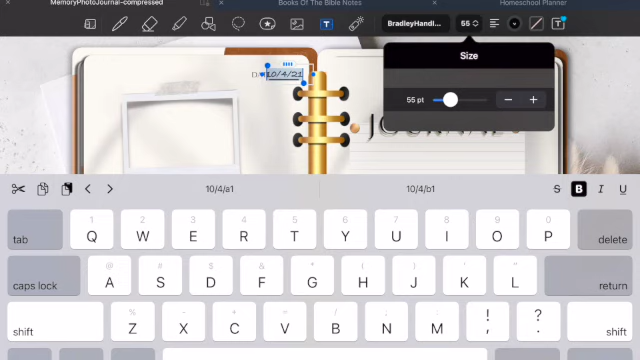 MemoryPhotoJournal-compressed
Books Of The Bible Notes
Homeschool Planner
BradleyHandl... 55
Size
55 pt
10/4/21
JOURNAL
10/4/a1 10/4/b1
S B I U
tab 1 Q 2 W 3 E 4 R 5 T 6 Y 7 U 8 I 9 O 0 P delete
caps lock @ A # S $ D & F * G ( H ) J ' K " L return
shift % Z - X + C = V / B ; N : M ! , ? . shift